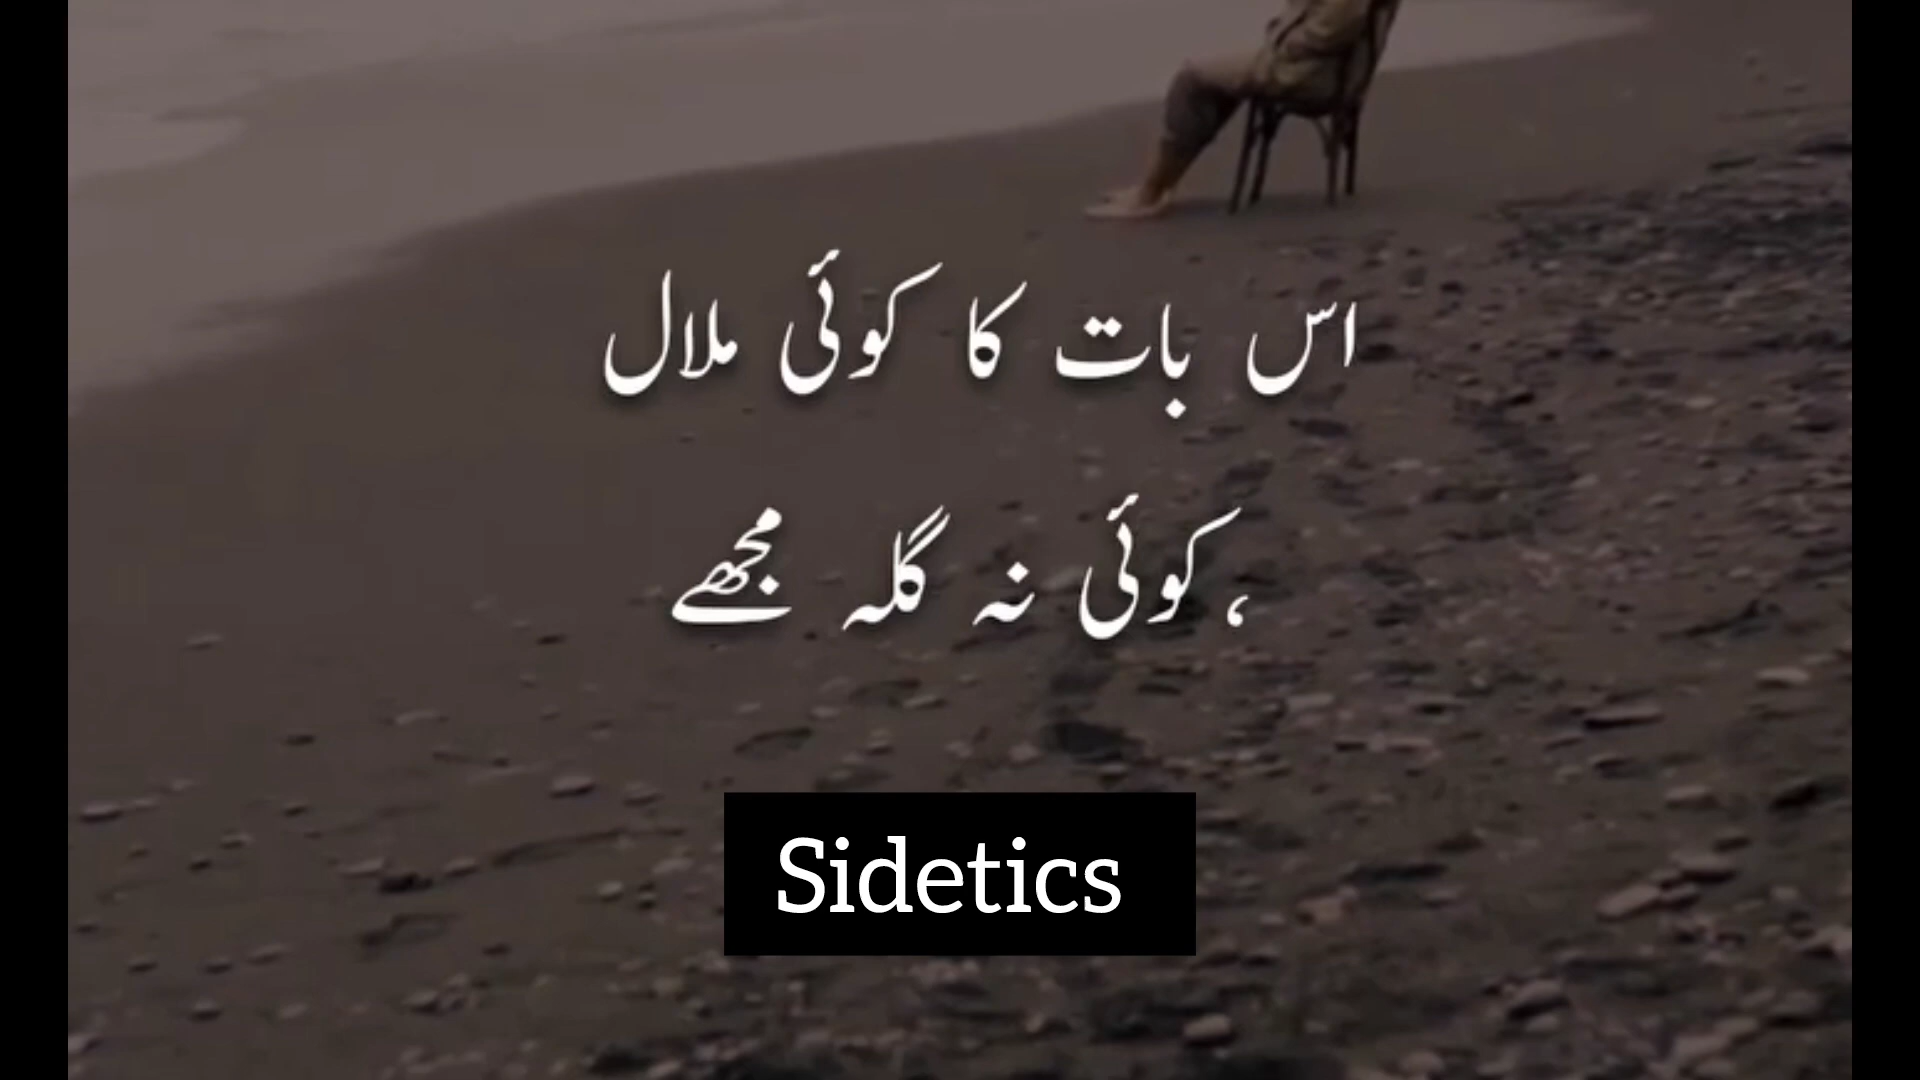 اس بات کا کوئی ملال
، کوئی نہ گلہ مجھے
Sidetics